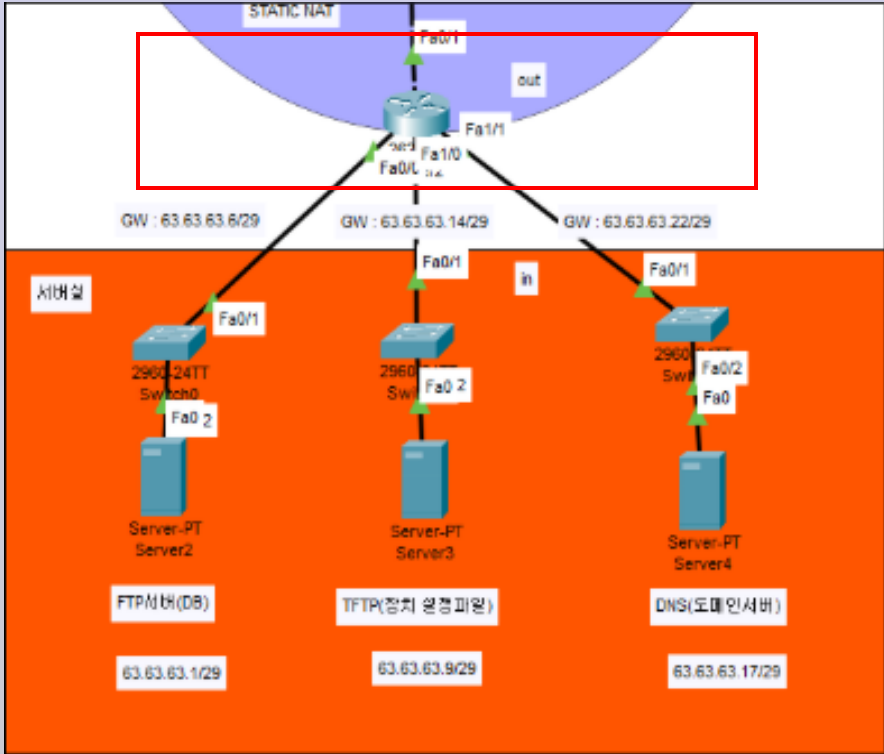 STATIC NAT
Fa0/1
out
Fa1/1
Fa1/0
GW : 63.63.63.6/29
GW : 63.63.63.14/29
GW : 63.63.63.22/29
Fa0/1
Fa0/1
in
서버실
Fa0/1
2960-24TT
Switch0
Fa0/2
Fa0
Fa0 2
Fa0 2
Server-PT
Server2
Server-PT
Server3
Server-PT
Server4
FTP서버(DB)
TFTP(장치 설정파일)
DNS(도메인서버)
63.63.63.1/29
63.63.63.9/29
63.63.63.17/29